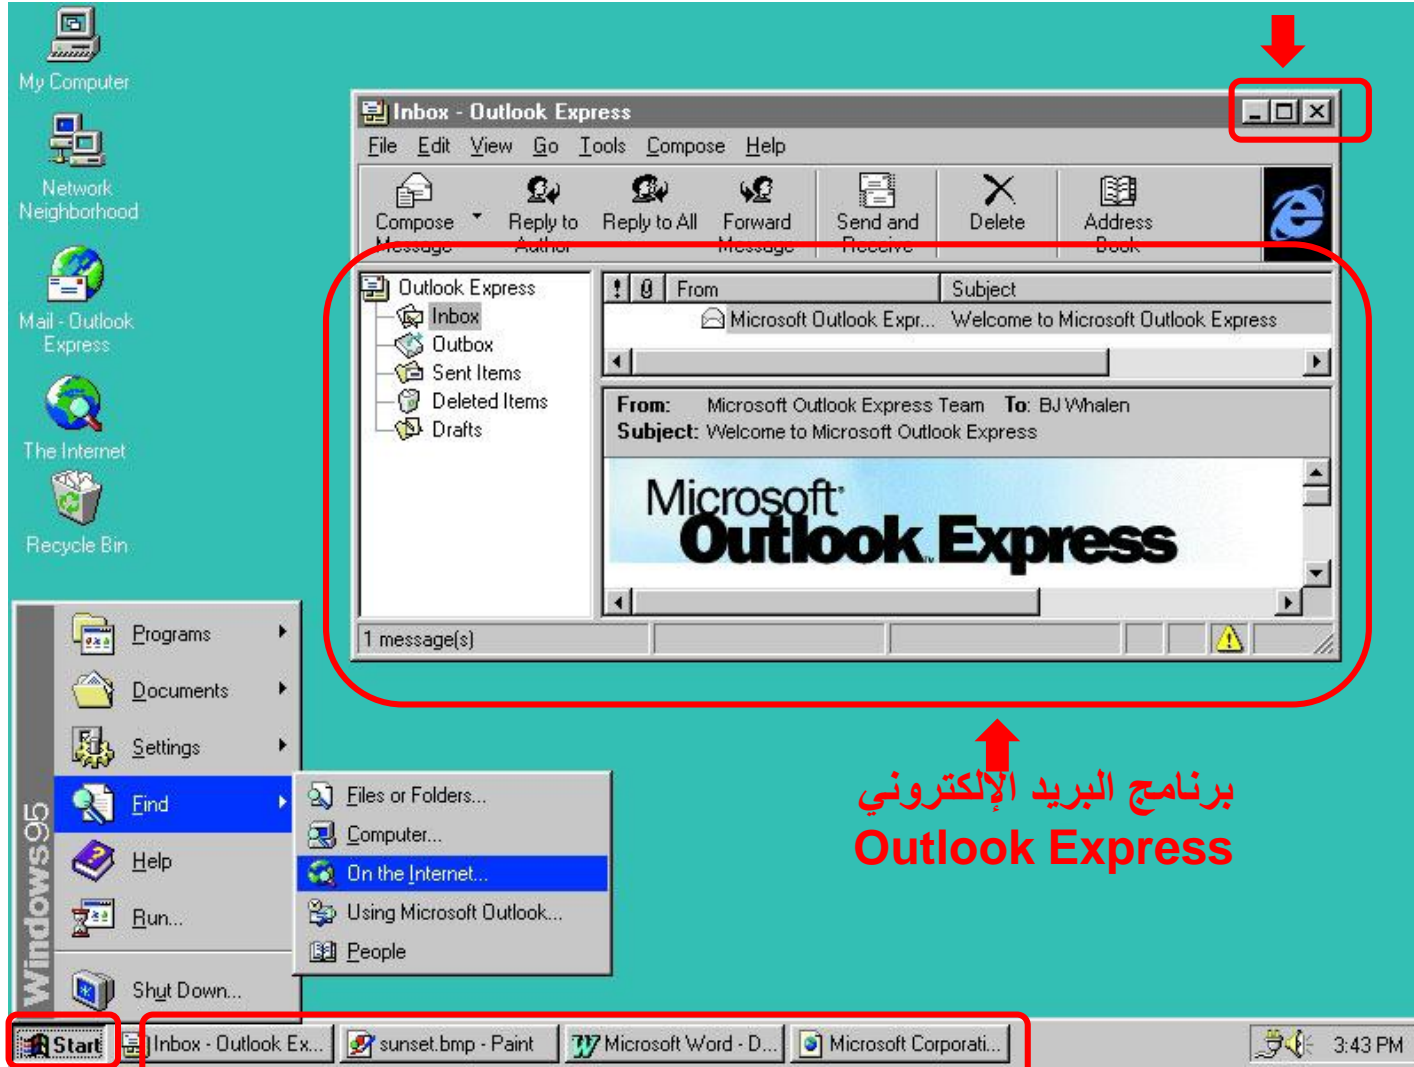 My Computer
Network
Neighborhood
Mail - Outlook
Express
The Internet
Recycle Bin
Inbox - Outlook Express
File Edit View Go Tools Compose Help
Compose
Message
Reply to
Author
Reply to All
Forward
Message
Send and
Receive
Delete
Address
Book
Outlook Express
Inbox
Outbox
Sent Items
Deleted Items
Drafts
! From Subject
Microsoft Outlook Expr... Welcome to Microsoft Outlook Express
From: Microsoft Outlook Express Team To: BJ Whalen
Subject: Welcome to Microsoft Outlook Express
Microsoft
Outlook Express
1 message(s)
برنامج البريد الإلكتروني
Outlook Express
Windows95
Programs
Documents
Settings
Find
Help
Run...
Shut Down...
Files or Folders...
Computer...
On the Internet...
Using Microsoft Outlook...
People
Start
Inbox - Outlook Ex...
sunset.bmp - Paint
Microsoft Word - D...
Microsoft Corporati...
3:43 PM